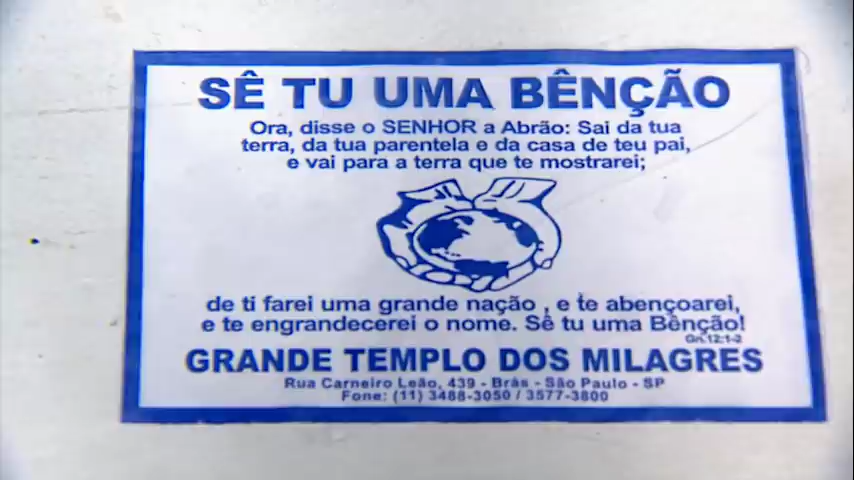 SÊ TU UMA BÊNÇÃO
Ora, disse o SENHOR a Abrão: Sai da tua
terra, da tua parentela e da casa de teu pai,
e vai para a terra que te mostrarei;
de ti farei uma grande nação , e te abençoarei,
e te engrandecerei o nome. Sê tu uma Bênção!
Gn.12:1-2
GRANDE TEMPLO DOS MILAGRES
Rua Carneiro Leão, 439 - Brás - São Paulo - SP
Fone: (11) 3488-3050 / 3577-3800